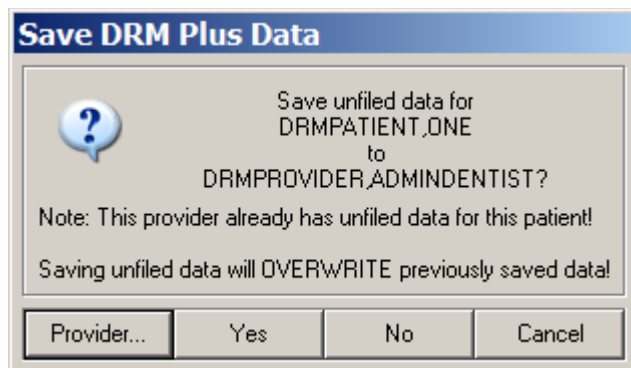 Save DRM Plus Data
Save unfiled data for
DRMPATIENT,ONE
to
DRMPROVIDER,ADMINDENTIST?
Note: This provider already has unfiled data for this patient!
Saving unfiled data will OVERWRITE previously saved data!
Provider...
Yes
No
Cancel